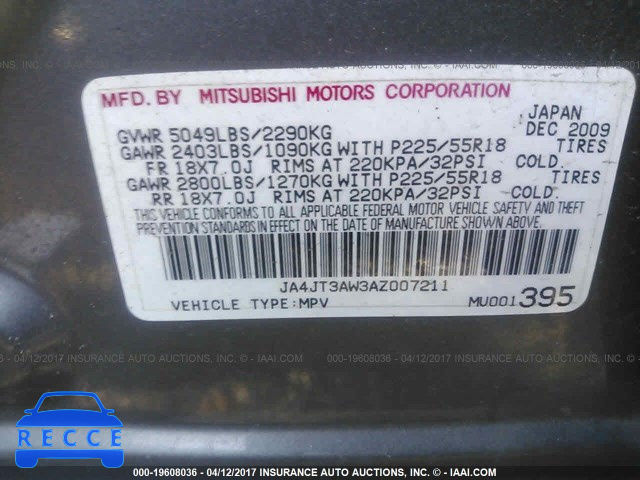 000-19608036 - 04/12/2017 INSURANCE AUTO AUCTIONS, INC. TEL: © - IAAI.COM
MFD. BY MITSUBISHI MOTORS CORPORATION
JAPAN
GVWR 5049LBS/2290KG DEC 2009
GAWR 2403LBS/1090KG WITH P225/55R18 TIRES
FR 18X7.0J RIMS AT 220KPA/32PSI COLD.
GAWR 2800LBS/1270KG WITH P225/55R18 TIRES
RR 18X7.0J RIMS AT 220KPA/32PSI COLD.
THIS VEHICLE CONFORMS TO ALL APPLICABLE FEDERAL MOTOR VEHICLE SAFETY AND THEFT
PREVENTION STANDARDS IN EFFECT ON THE DATE OF MANUFACTURE SHOWN ABOVE.
JA4JT3AW3AZ007211
VEHICLE TYPE:MPV MU001395
RECCE
000-19608036 - 04/12/2017 INSURANCE AUTO AUCTIONS, INC. TEL: © - IAAI.COM